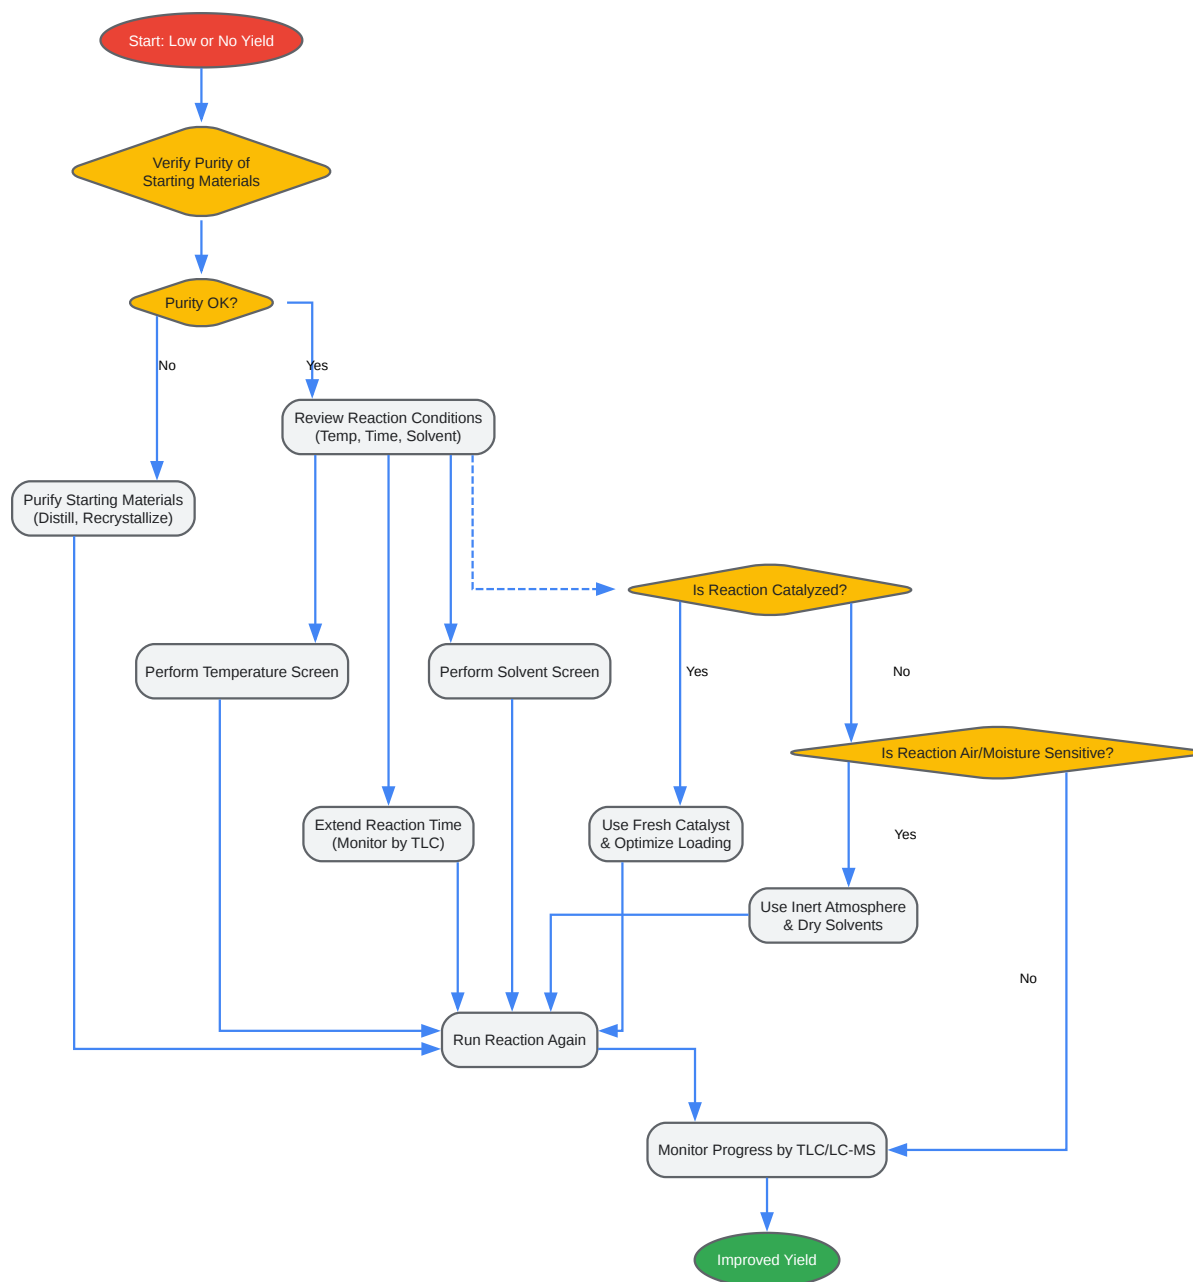 Start: Low or No Yield
Verify Purity of
Starting Materials
Purity OK?
No
Yes
Review Reaction Conditions
(Temp, Time, Solvent)
Purify Starting Materials
(Distill, Recrystallize)
Is Reaction Catalyzed?
Perform Temperature Screen
Perform Solvent Screen
Yes
No
Is Reaction Air/Moisture Sensitive?
Extend Reaction Time
(Monitor by TLC)
Use Fresh Catalyst
& Optimize Loading
Yes
Use Inert Atmosphere
& Dry Solvents
No
Run Reaction Again
Monitor Progress by TLC/LC-MS
Improved Yield